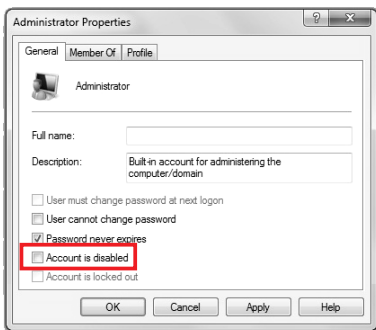 Administrator Properties
General Member Of Profile
Administrator
Full name:
Description: Built-in account for administering the
computer/domain
User must change password at next logon
User cannot change password
Password never expires
Account is disabled
Account is locked out
OK Cancel Apply Help